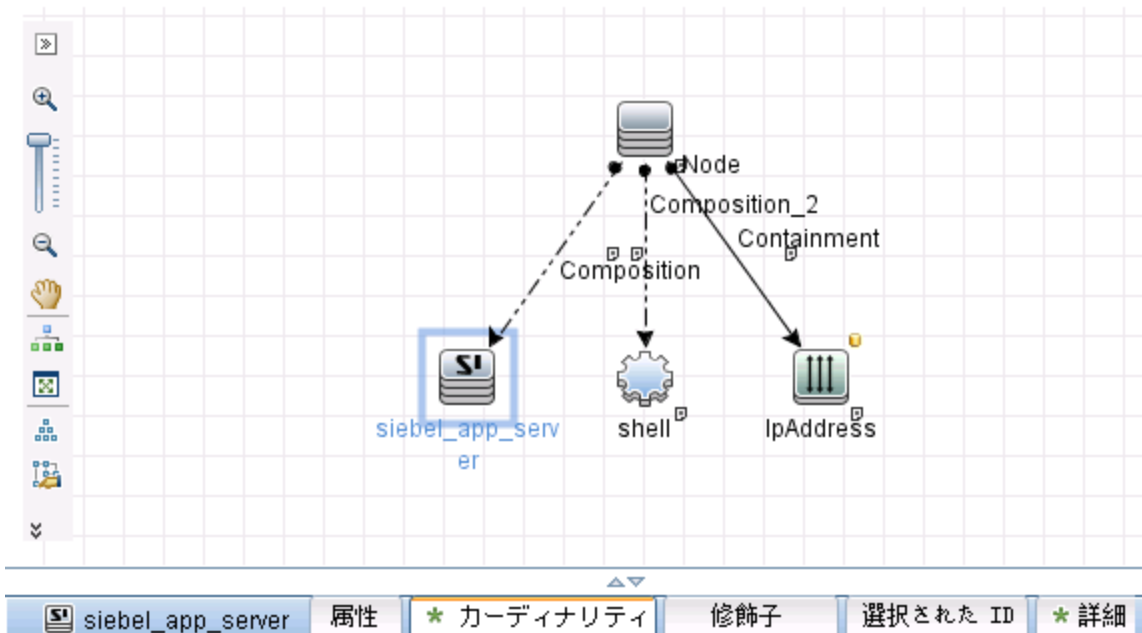 Node
Composition_2
Containment
Composition
siebel_app_serv
er
shell
IpAddress
siebel_app_server 属性 * カーディナリティ 修飾子 選択された ID * 詳細